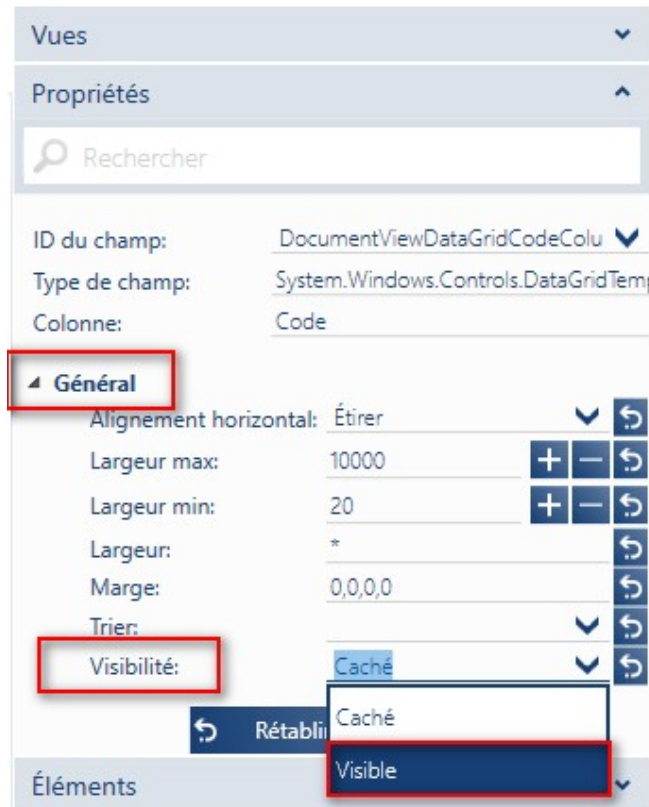 Vues
Propriétés
Rechercher
ID du champ: DocumentViewDataGridCodeColu
Type de champ: System.Windows.Controls.DataGridTemp
Colonne: Code
Général
Alignement horizontal: Étirer
Largeur max: 10000
Largeur min: 20
Largeur: *
Marge: 0,0,0,0
Trier:
Visibilité: Caché
Rétabli Caché
Visible
Éléments